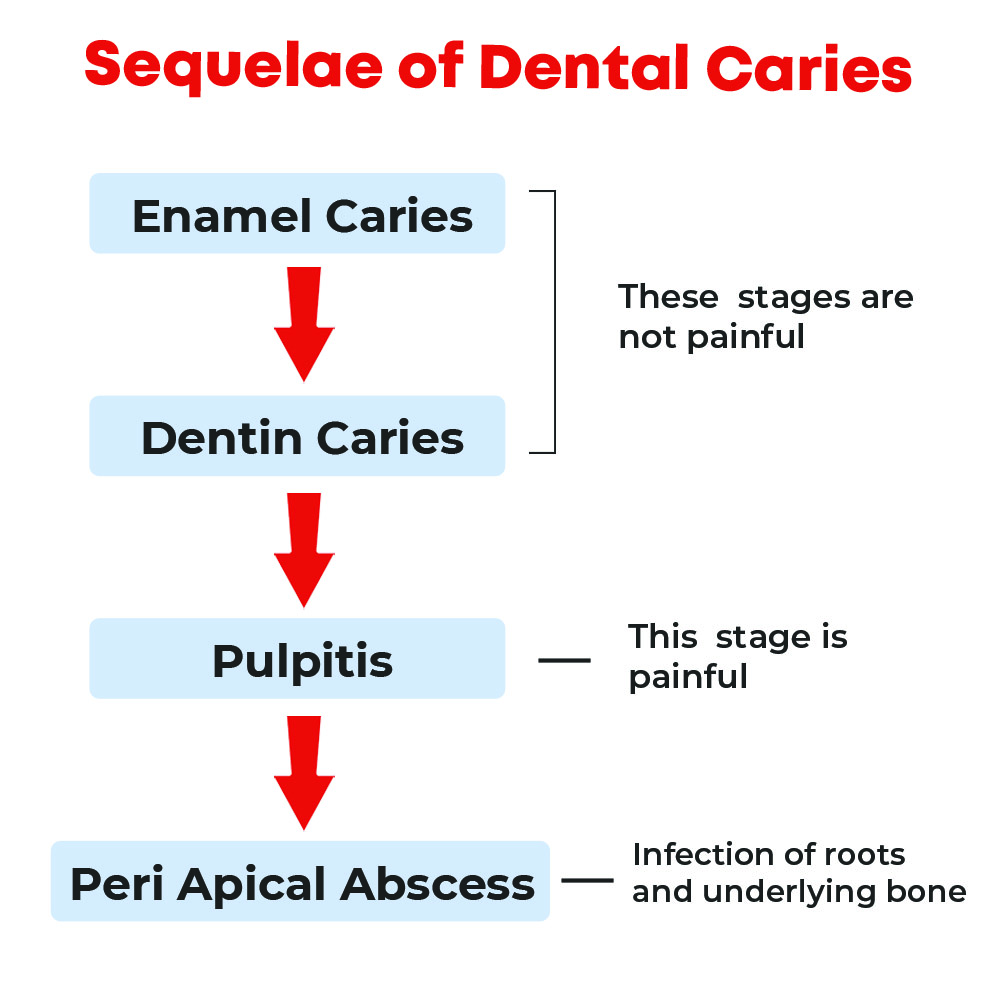 Sequelae of Dental Caries
Enamel Caries
These stages are
not painful
Dentin Caries
Pulpitis
This stage is
painful
Peri Apical Abscess
Infection of roots
and underlying bone